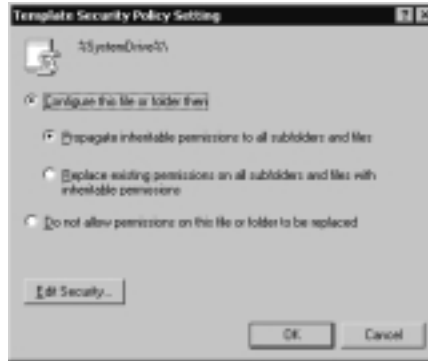 Template Security Policy Setting
%SystemDrive%\
Configure this file or folder then
Propagate inheritable permissions to all subfolders and files
Replace existing permissions on all subfolders and files with
inheritable permissions
Do not allow permissions on this file or folder to be replaced
Edit Security...
OK
Cancel